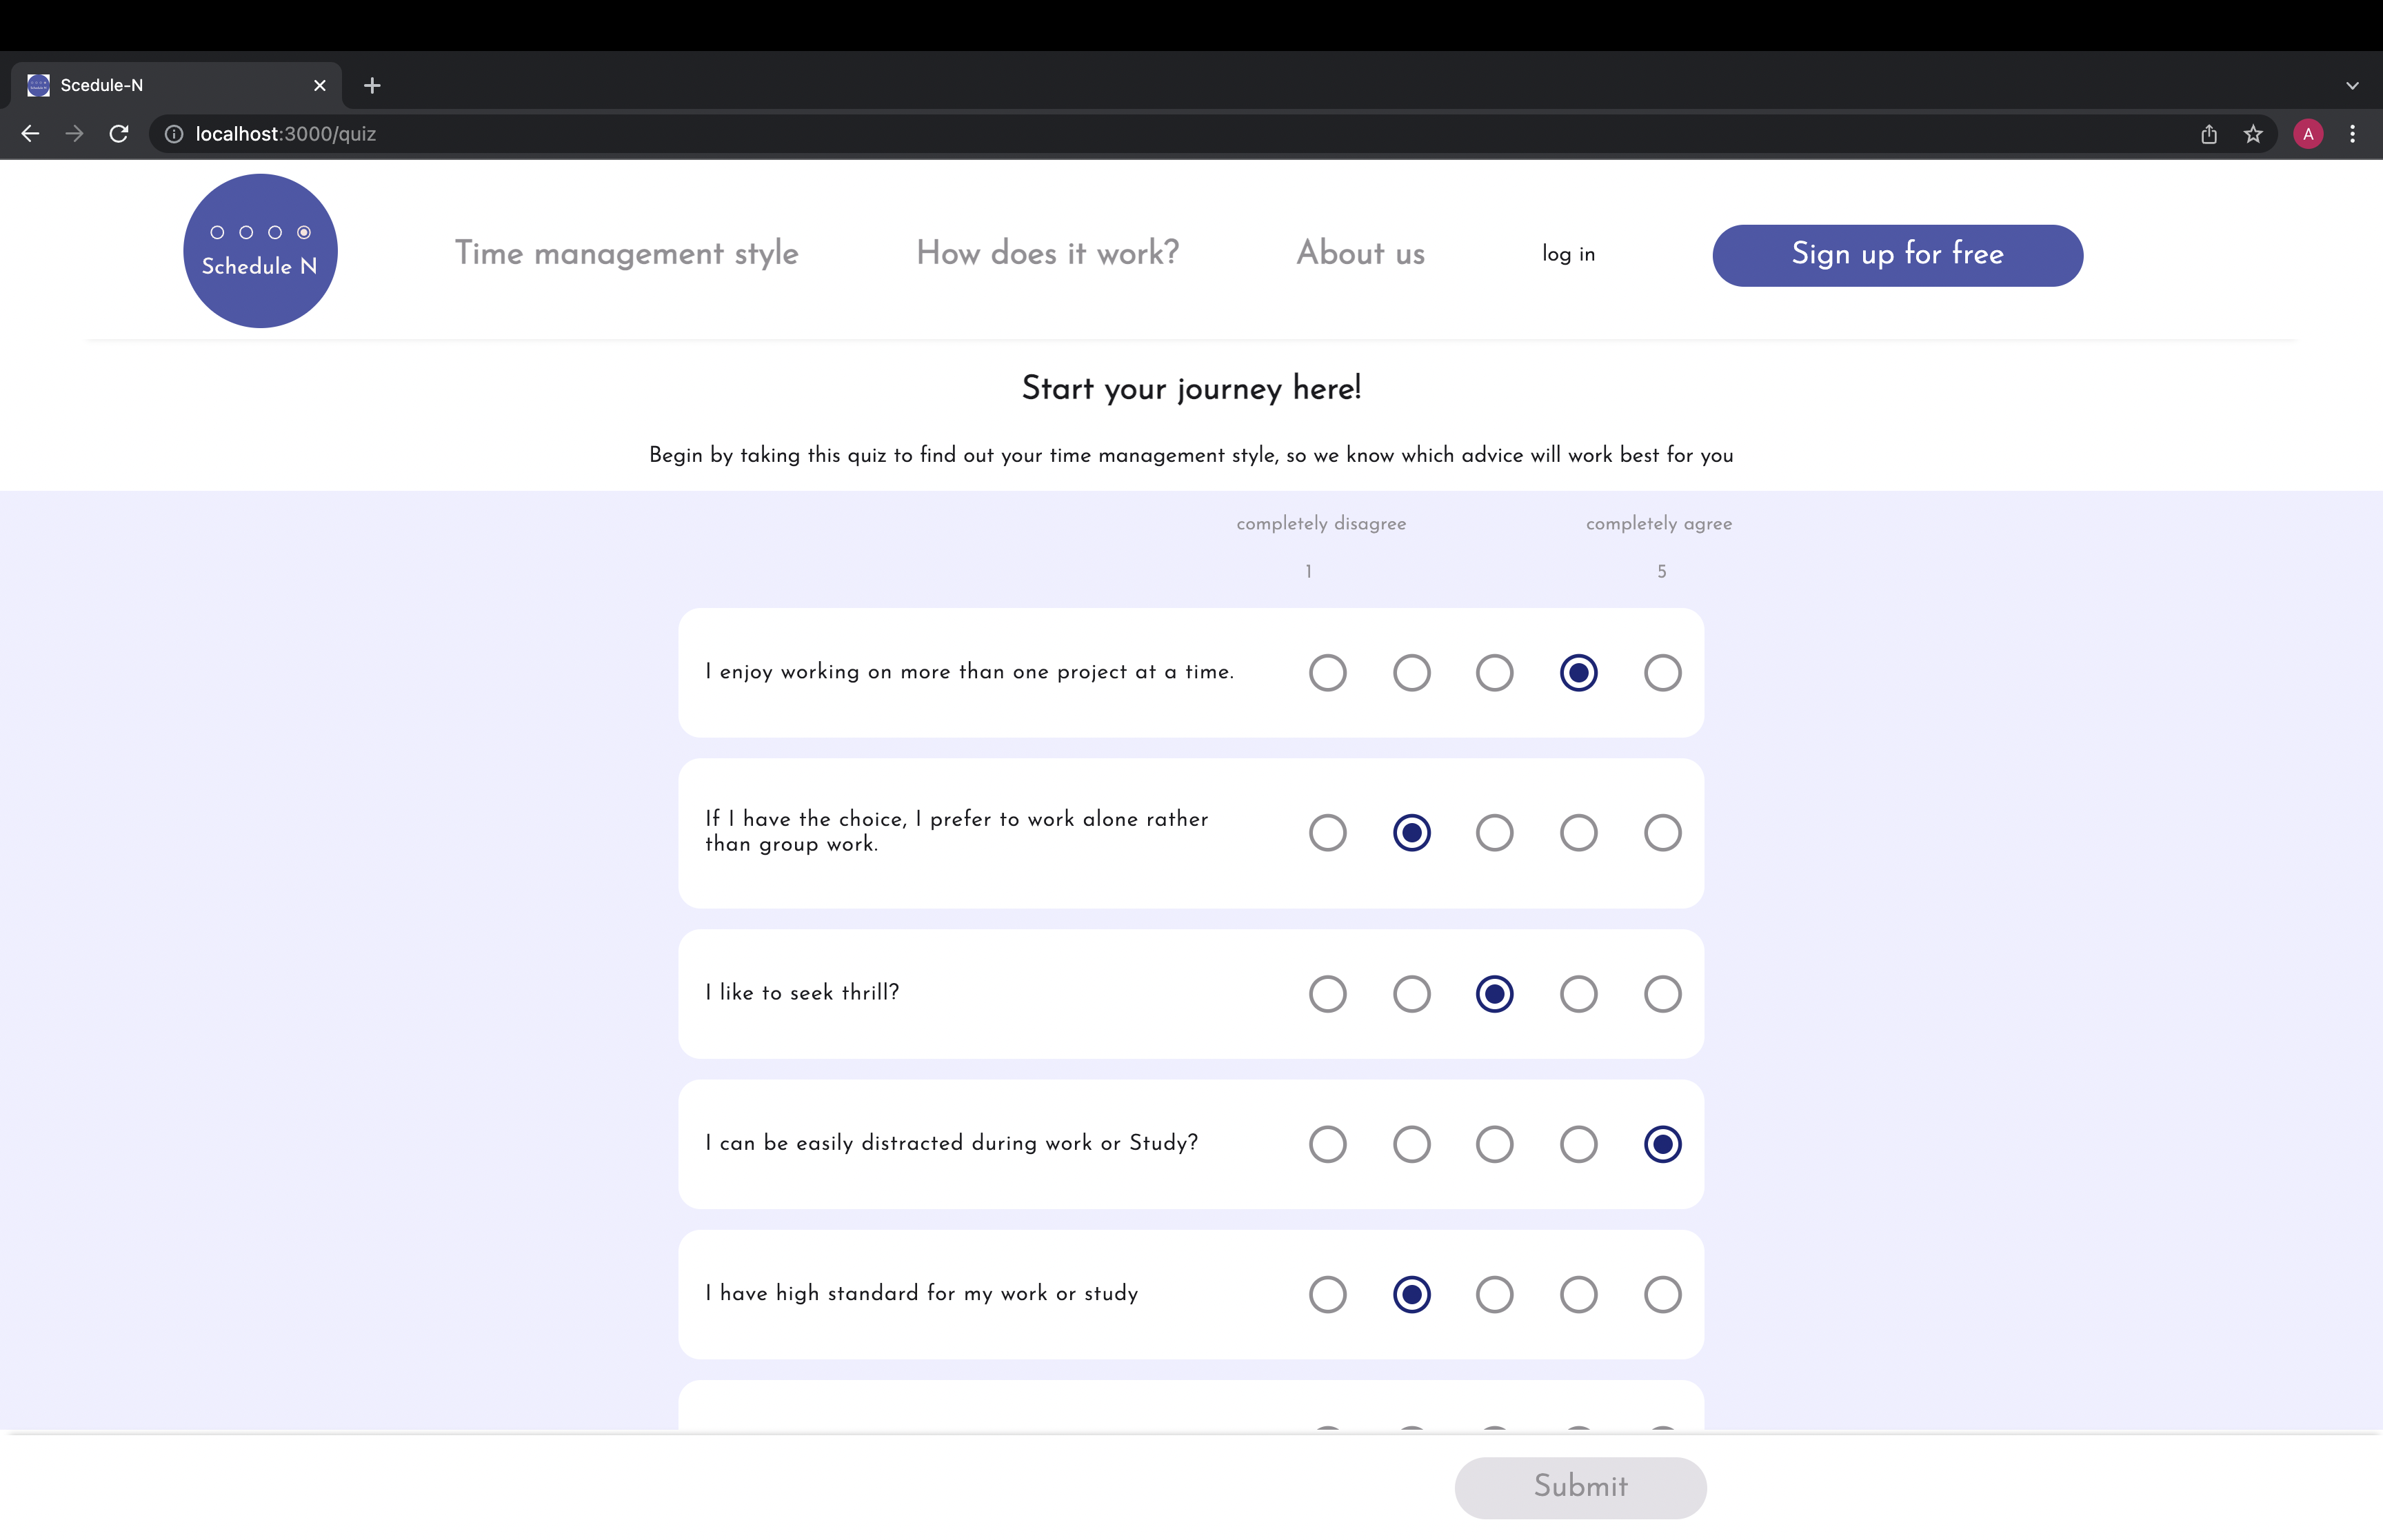 Scedule-N
localhost:3000/quiz
A
Schedule N
Time management style
How does it work?
About us
log in
Sign up for free
Start your journey here!
Begin by taking this quiz to find out your time management style, so we know which advice will work best for you
completely disagree
completely agree
1
5
I enjoy working on more than one project at a time.
If I have the choice, I prefer to work alone rather
than group work.
I like to seek thrill?
I can be easily distracted during work or Study?
I have high standard for my work or study
Submit